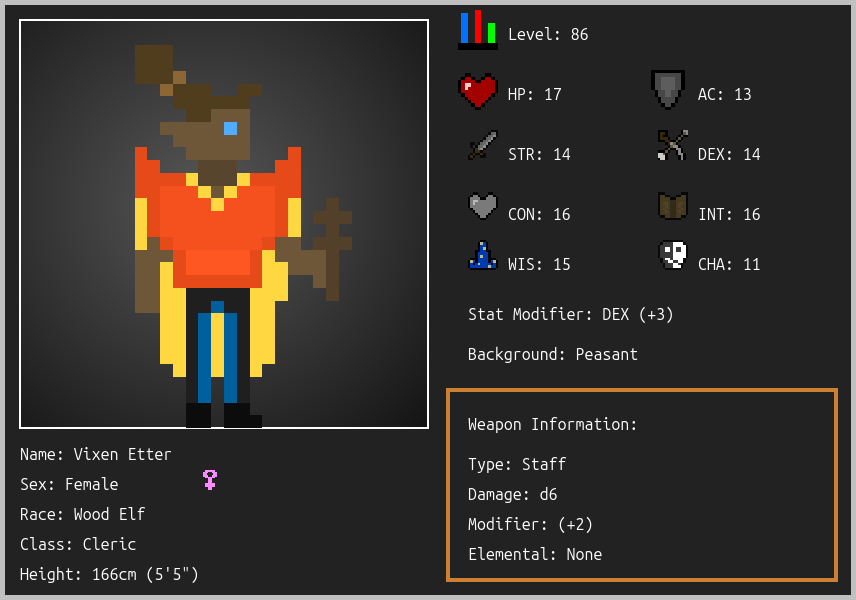 Level: 86
HP: 17
AC: 13
STR: 14
DEX: 14
CON: 16
INT: 16
WIS: 15
CHA: 11
Stat Modifier: DEX (+3)
Background: Peasant
Weapon Information:
Type: Staff
Damage: d6
Modifier: (+2)
Elemental: None
Name: Vixen Etter
Sex: Female
Race: Wood Elf
Class: Cleric
Height: 166cm (5'5")